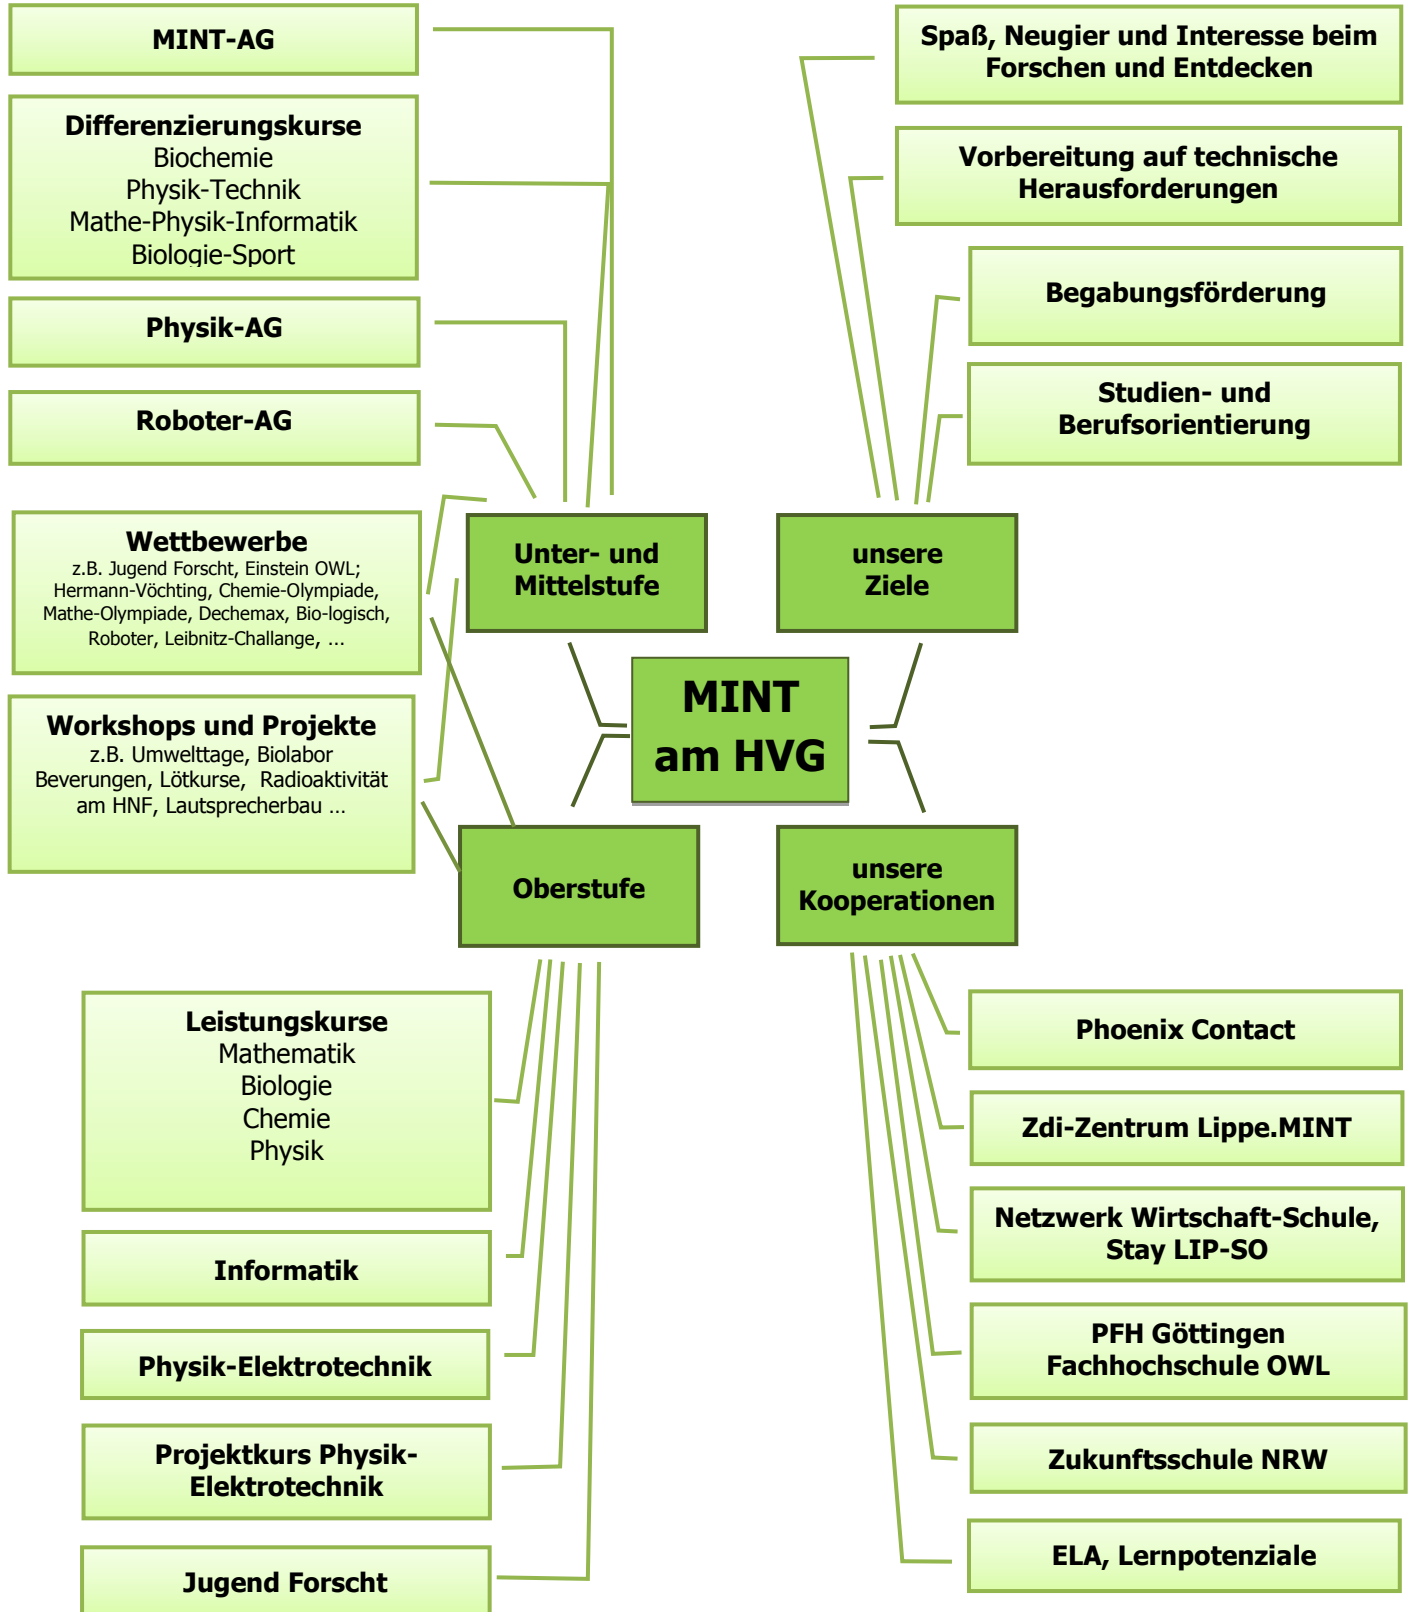 MINT-AG
Differenzierungskurse
Biochemie
Physik-Technik
Mathe-Physik-Informatik
Biologie-Sport
Physik-AG
Roboter-AG
Wettbewerbe
z.B. Jugend Forscht, Einstein OWL;
Hermann-Vöchting, Chemie-Olympiade,
Mathe-Olympiade, Dechemax, Bio-logisch,
Roboter, Leibnitz-Challange, ...
Workshops und Projekte
z.B. Umwelttage, Biolabor
Beverungen, Lötkurse, Radioaktivität
am HNF, Lautsprecherbau ...
Spaß, Neugier und Interesse beim
Forschen und Entdecken
Vorbereitung auf technische
Herausforderungen
Begabungsförderung
Studien- und
Berufsorientierung
Unter- und
Mittelstufe
unsere
Ziele
MINT
am HVG
Oberstufe
unsere
Kooperationen
Leistungskurse
Mathematik
Biologie
Chemie
Physik
Informatik
Physik-Elektrotechnik
Projektkurs Physik-
Elektrotechnik
Jugend Forscht
Phoenix Contact
Zdi-Zentrum Lippe.MINT
Netzwerk Wirtschaft-Schule,
Stay LIP-SO
PFH Göttingen
Fachhochschule OWL
Zukunftsschule NRW
ELA, Lernpotenziale